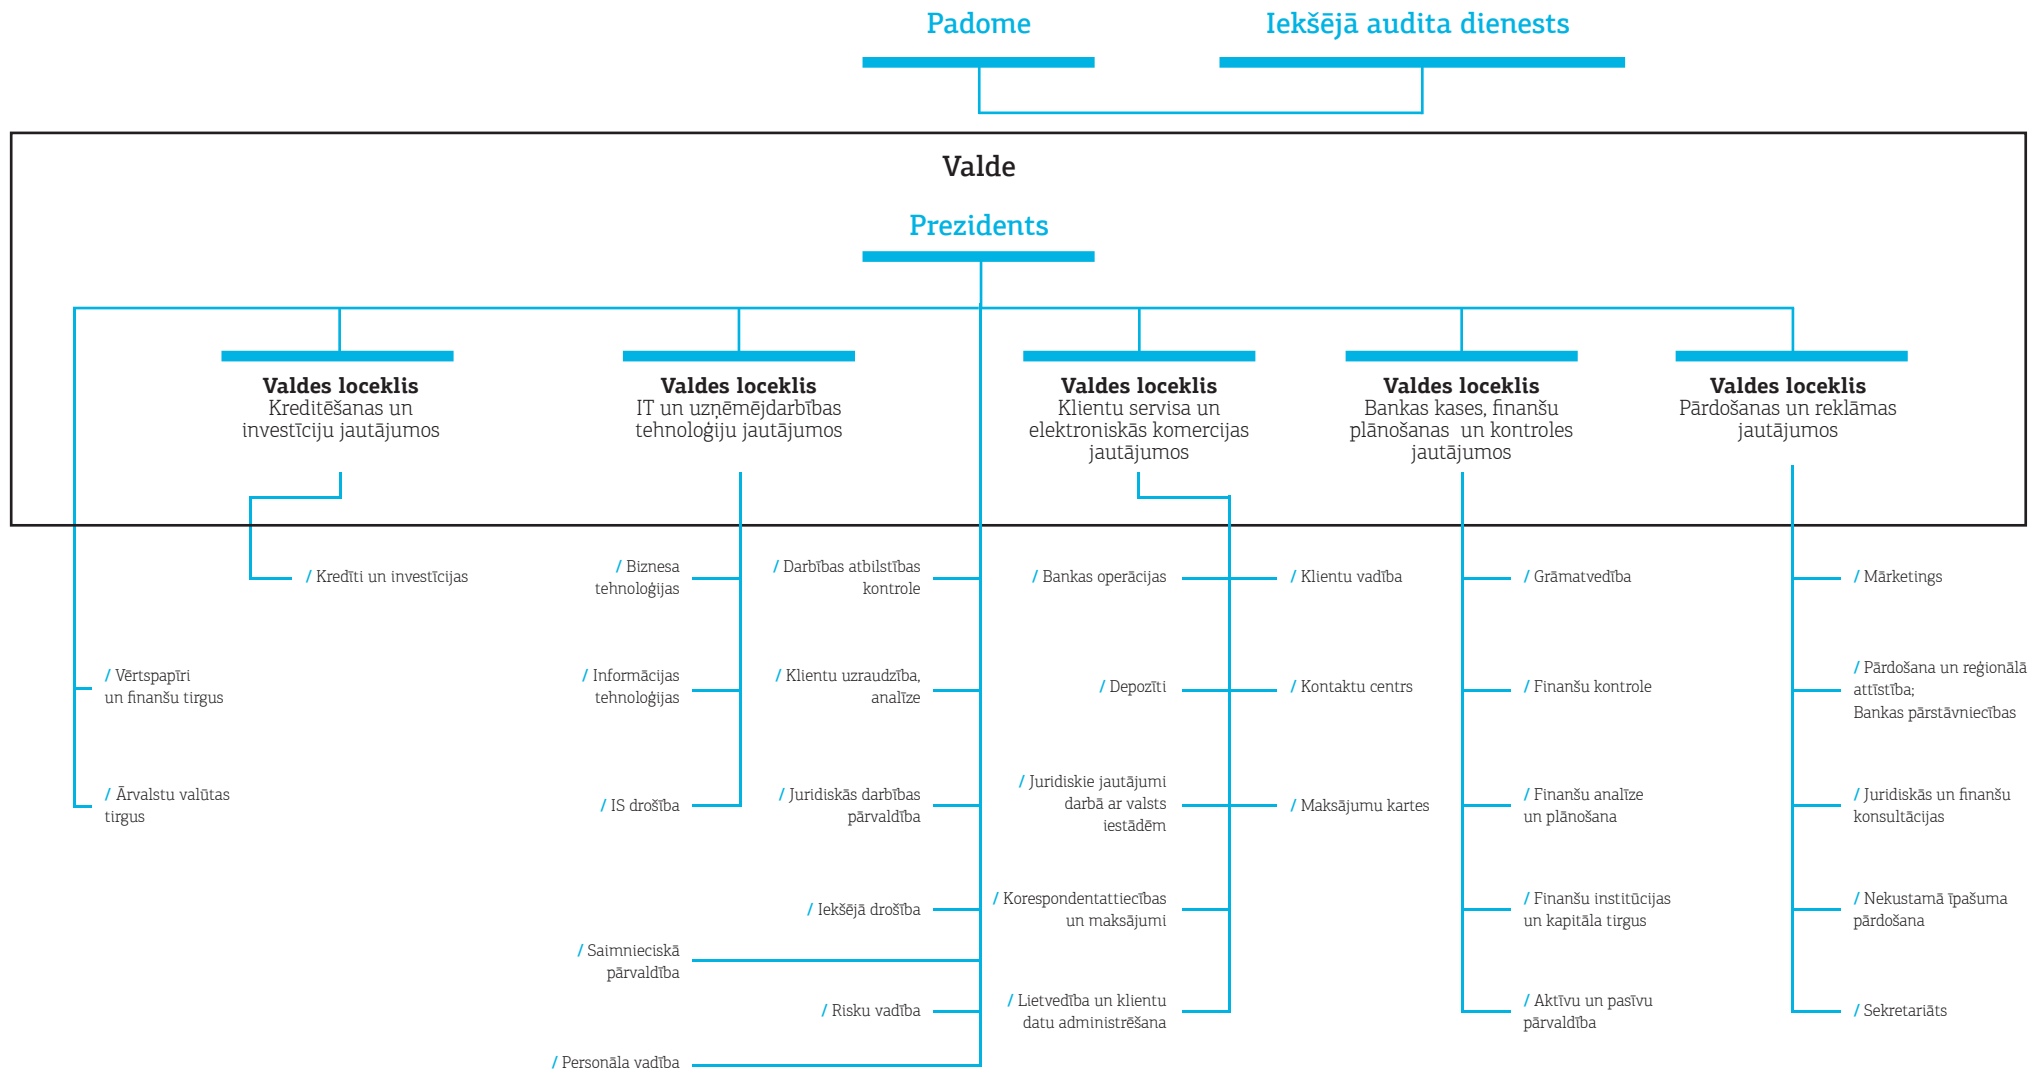 Padome
Iekšējā audita dienests
Valde
Prezidents
Valdes loceklis
Kreditēšanas un
investīciju jautājumos
Valdes loceklis
IT un uzņēmējdarbības
tehnoloģiju jautājumos
Valdes loceklis
Klientu servisa un
elektroniskās komercijas
jautājumos
Valdes loceklis
Bankas kases, finanšu
plānošanas un kontroles
jautājumos
Valdes loceklis
Pārdošanas un reklāmas
jautājumos
/ Vērtspapīri
un finanšu tirgus
/ Ārvalstu valūtas
tirgus
/ Kredīti un investīcijas
/ Biznesa
tehnoloģijas
/ Informācijas
tehnoloģijas
/ IS drošība
/ Darbības atbilstības
kontrole
/ Klientu uzraudzība,
analīze
/ Juridiskās darbības
pārvaldība
/ Iekšējā drošība
/ Saimnieciskā
pārvaldība
/ Risku vadība
/ Personāla vadība
/ Bankas operācijas
/ Depozīti
/ Juridiskie jautājumi
darbā ar valsts
iestādēm
/ Korespondentattiecības
un maksājumi
/ Lietvedība un klientu
datu administrēšana
/ Klientu vadība
/ Kontaktu centrs
/ Maksājumu kartes
/ Grāmatvedība
/ Finanšu kontrole
/ Finanšu analīze
un plānošana
/ Finanšu institūcijas
un kapitāla tirgus
/ Aktīvu un pasīvu
pārvaldība
/ Mārketings
/ Pārdošana un reģionālā
attīstība;
Bankas pārstāvniecības
/ Juridiskās un finanšu
konsultācijas
/ Nekustamā īpašuma
pārdošana
/ Sekretariāts